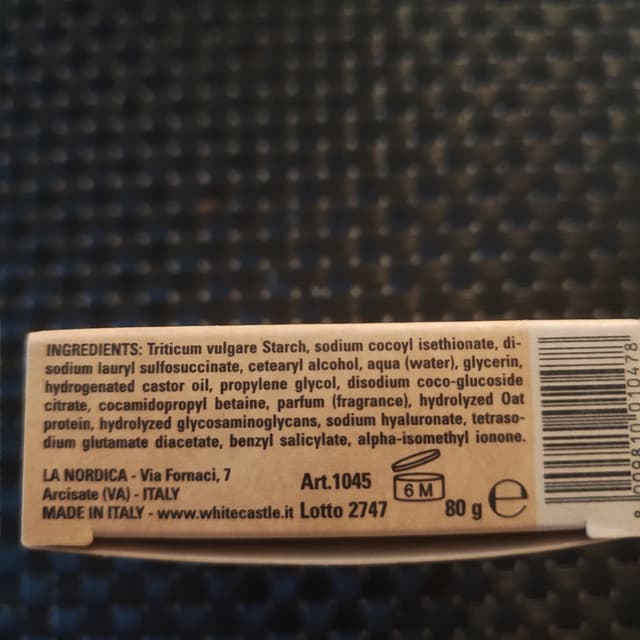 INGREDIENTS: Triticum vulgare Starch, sodium cocoyl isethionate, di-
sodium lauryl sulfosuccinate, cetearyl alcohol, aqua (water), glycerin,
hydrogenated castor oil, propylene glycol, disodium coco-glucoside
citrate, cocamidopropyl betaine, parfum (fragrance), hydrolyzed Oat
protein, hydrolyzed glycosaminoglycans, sodium hyaluronate, tetraso-
dium glutamate diacetate, benzyl salicylate, alpha-isomethyl ionone.
LA NORDICA - Via Fornaci, 7
Arcisate (VA) - ITALY
MADE IN ITALY - www.whitecastle.it Lotto 2747
Art.1045
6 M
80 g e